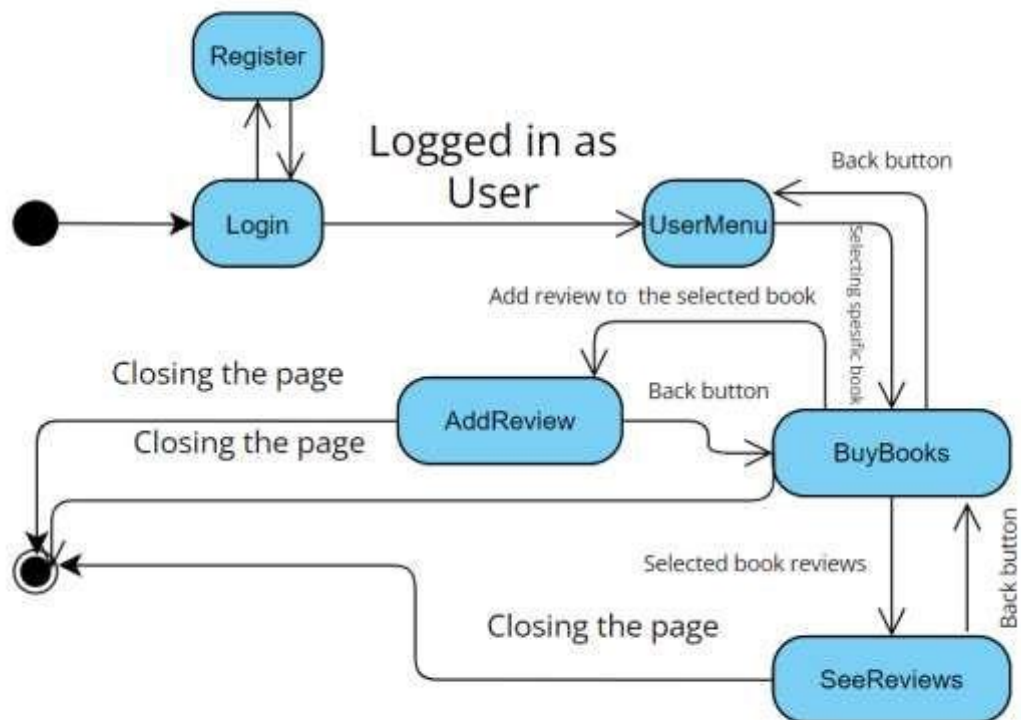 Register
Logged in as
User
Back button
Login
UserMenu
Selecting spesific book
Add review to the selected book
Closing the page
AddReview
Back button
Closing the page
BuyBooks
Selected book reviews
Back button
Closing the page
SeeReviews